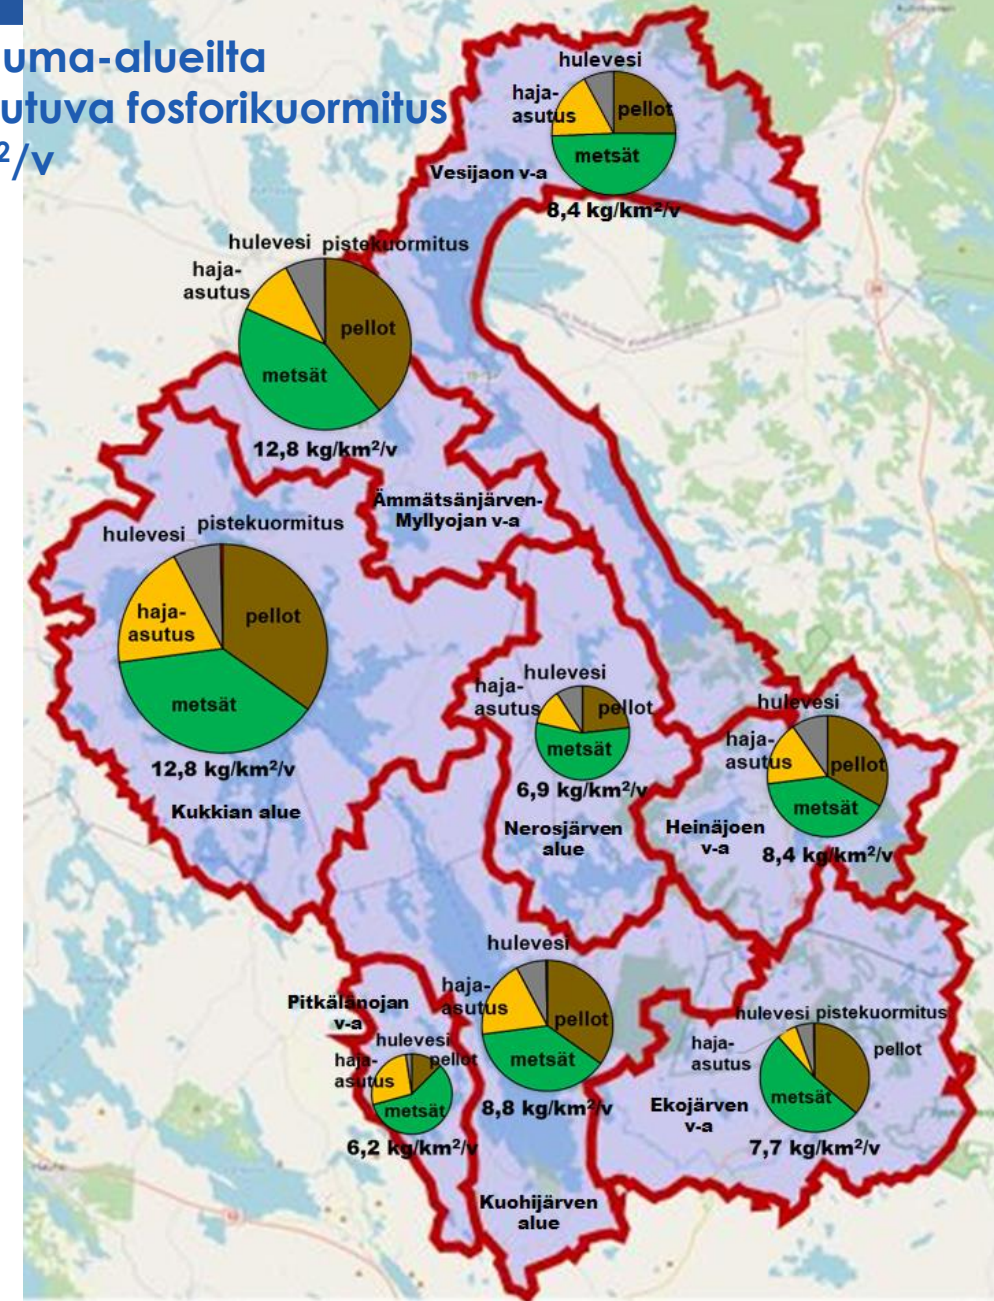 uma-alueilta
utuva fosforikuormitus
²/v
hulevesi
haja-
asutus
pellot
metsät
Vesijaon v-a
8,4 kg/km²/v
hulevesi pistekuormitus
haja-
asutus
pellot
metsät
12,8 kg/km²/v
Ämmätsänjärven-
Myllyojan v-a
hulevesi pistekuormitus
haja-
asutus
pellot
metsät
12,8 kg/km²/v
Kukkian alue
hulevesi
haja-
asutus
pellot
metsät
6,9 kg/km²/v
Nerosjärven
alue
hulevesi
haja-
asutus
pellot
metsät
Heinäjoen
v-a
8,4 kg/km²/v
hulevesi
haja-
asutus
pellot
metsät
8,8 kg/km²/v
Kuohijärven
alue
Pitkälänojan
v-a
hulevesi
haja-
asutus
pellot
metsät
6,2 kg/km²/v
hulevesi pistekuormitus
haja-
asutus
pellot
metsät
Ekojärven
v-a
7,7 kg/km²/v